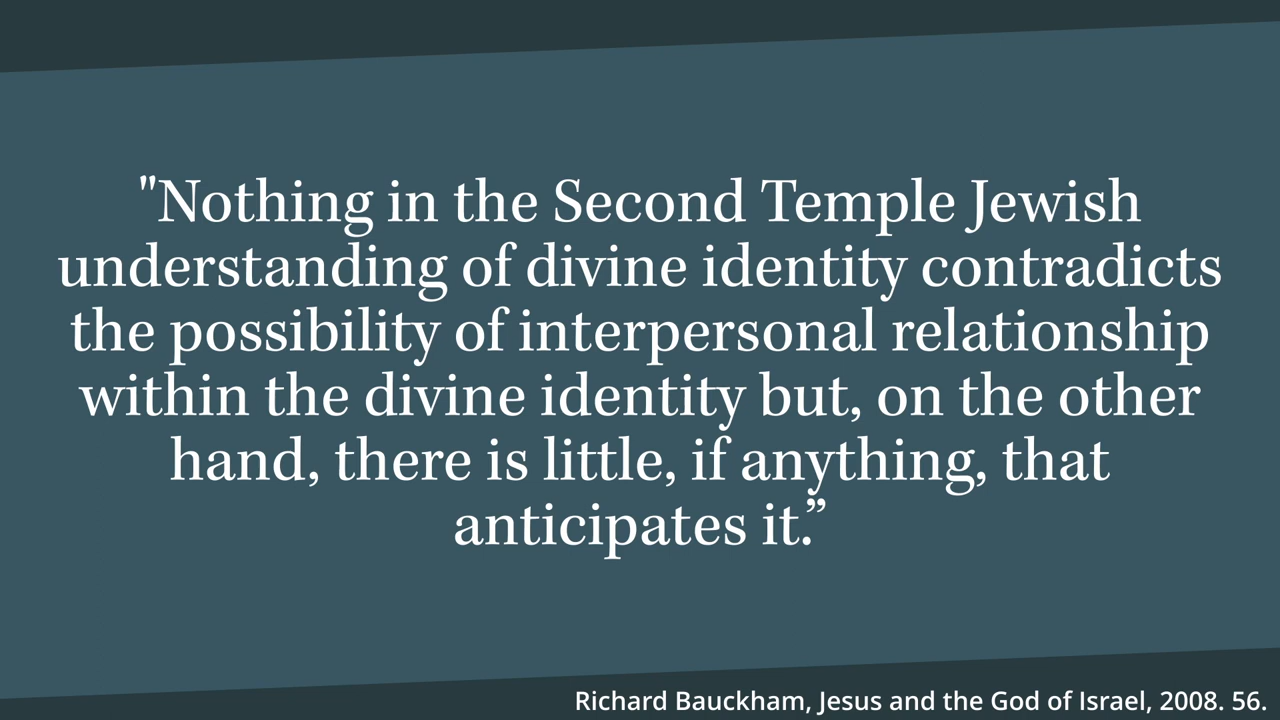 "Nothing in the Second Temple Jewish
understanding of divine identity contradicts
the possibility of interpersonal relationship
within the divine identity but, on the other
hand, there is little, if anything, that
anticipates it.”
Richard Bauckham, Jesus and the God of Israel, 2008. 56.